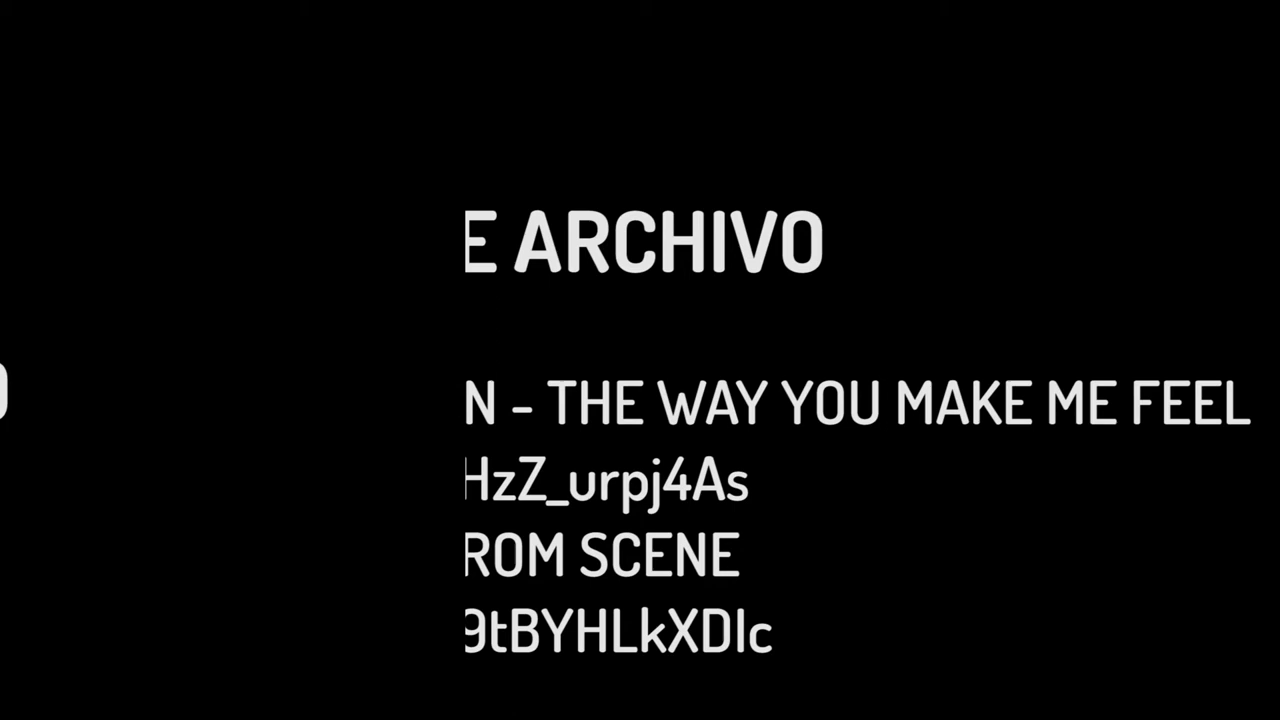 E ARCHIVO
N - THE WAY YOU MAKE ME FEEL
HzZ_urpj4As
ROM SCENE
9tBYHLkXDIc